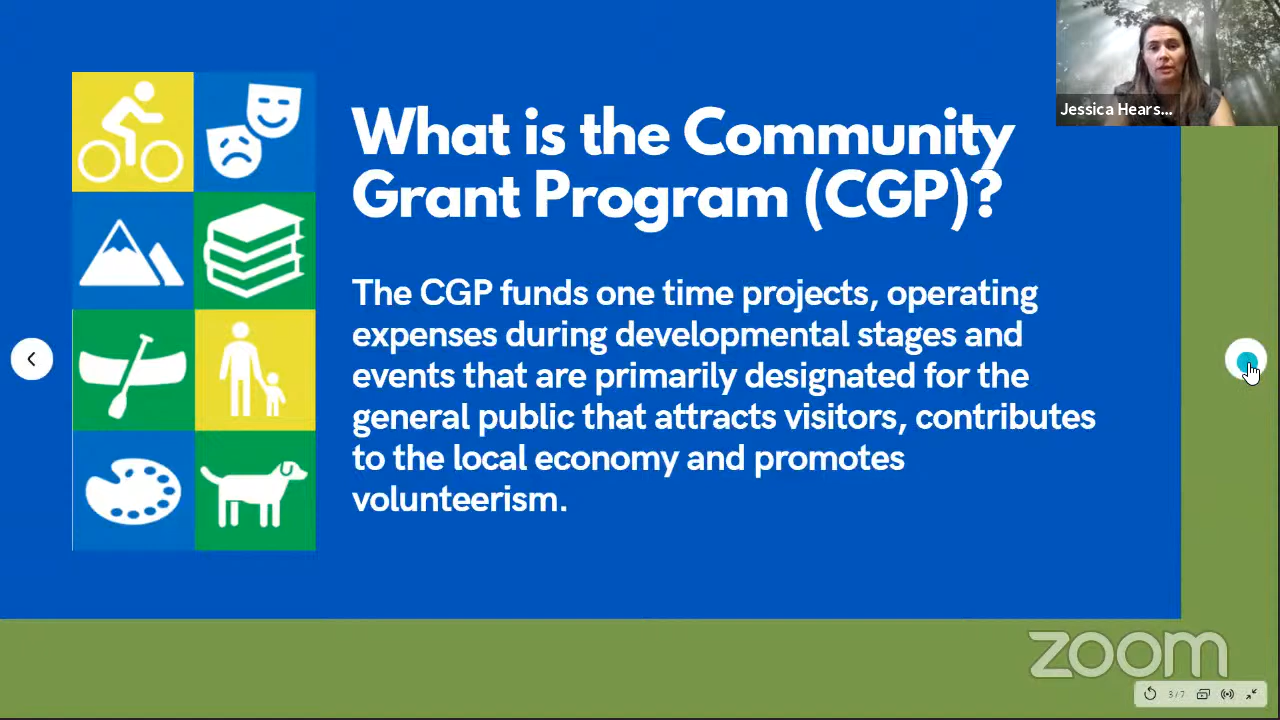 Jessica Hears...
What is the Community
Grant Program (CGP)?
The CGP funds one time projects, operating
expenses during developmental stages and
events that are primarily designated for the
general public that attracts visitors, contributes
to the local economy and promotes
volunteerism.
zoom
3/7